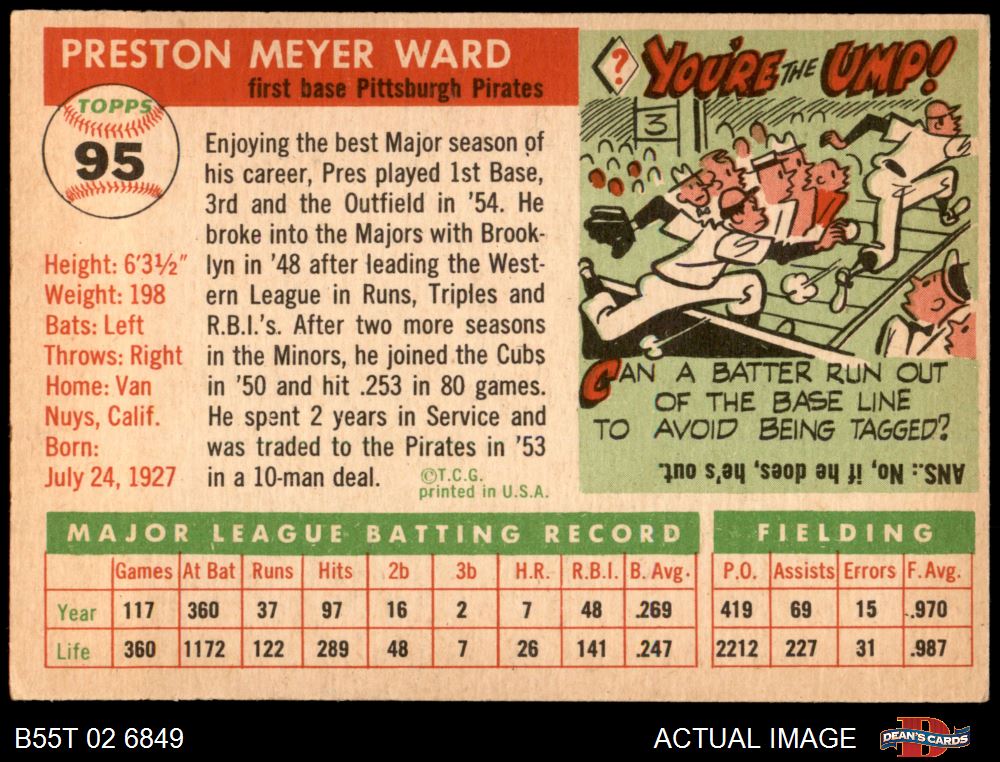 PRESTON MEYER WARD
first base Pittsburgh Pirates
TOPPS
95
Height: 6'3½"
Weight: 198
Bats: Left
Throws: Right
Home: Van
Nuys, Calif.
Born:
July 24, 1927
Enjoying the best Major season of
his career, Pres played 1st Base,
3rd and the Outfield in '54. He
broke into the Majors with Brook-
lyn in '48 after leading the West-
ern League in Runs, Triples and
R.B.I.'s. After two more seasons
in the Minors, he joined the Cubs
in '50 and hit .253 in 80 games.
He spent 2 years in Service and
was traded to the Pirates in '53
in a 10-man deal.
©T.C.G.
printed in U.S.A.
? YOU'RE THE UMP!
3
CAN A BATTER RUN OUT
OF THE BASE LINE
TO AVOID BEING TAGGED?
ANS.: No, if he does, he's out.
MAJOR LEAGUE BATTING RECORD
Games At Bat Runs Hits 2b 3b H.R. R.B.I. B. Avg.
Year 117 360 37 97 16 2 7 48 .269
Life 360 1172 122 289 48 7 26 141 .247
FIELDING
P.O. Assists Errors F. Avg.
419 69 15 .970
2212 227 31 .987
B55T 02 6849
ACTUAL IMAGE
D
DEAN'S CARDS